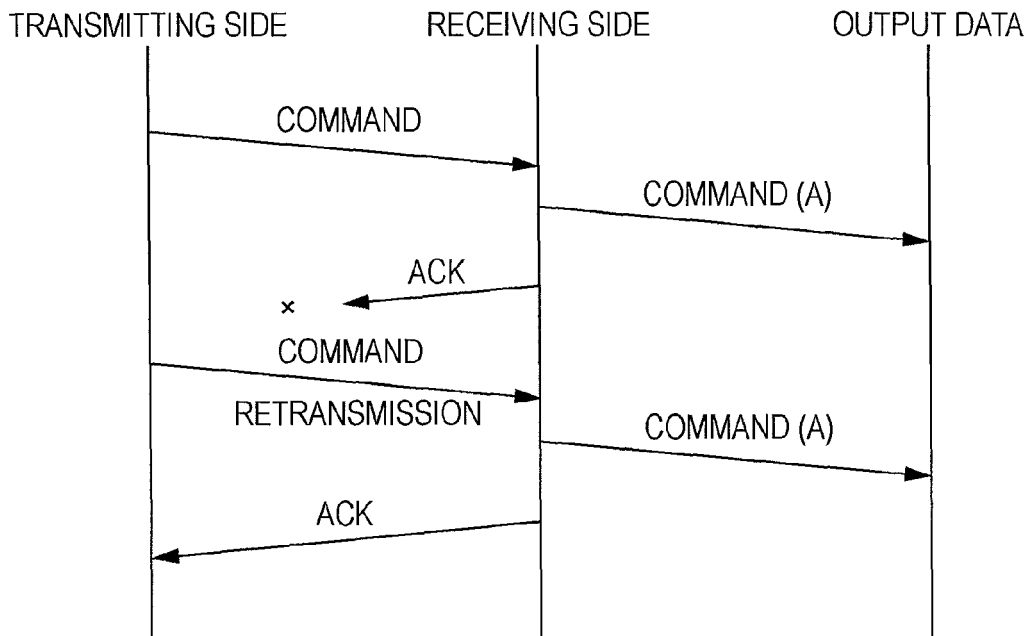 TRANSMITTING SIDE
RECEIVING SIDE
OUTPUT DATA
COMMAND
COMMAND (A)
ACK
×
COMMAND
RETRANSMISSION
COMMAND (A)
ACK